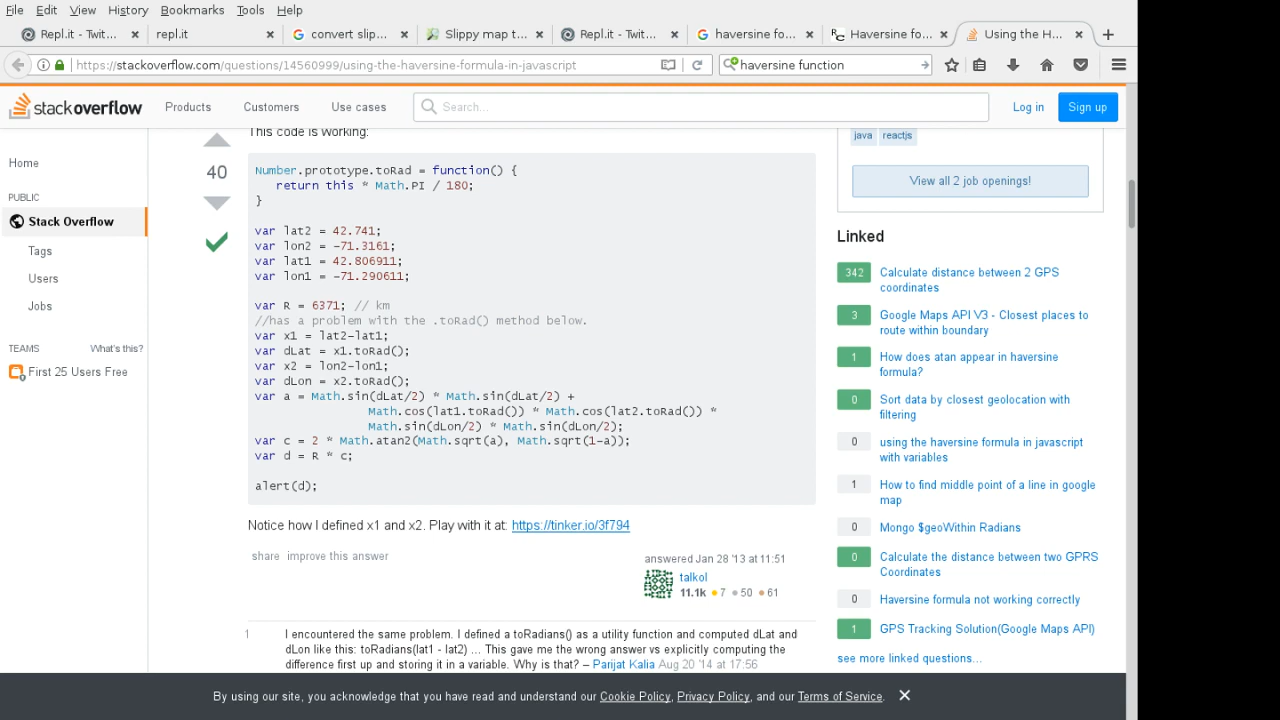 File Edit View History Bookmarks Tools Help
Repl.it - Twit… × repl.it × convert slip… × Slippy map t… × Repl.it - Twit… × haversine fo… × Haversine fo… × Using the H… ×
https://stackoverflow.com/questions/14560999/using-the-haversine-formula-in-javascript haversine function
stackoverflow Products Customers Use cases Search... Log in Sign up
Home
PUBLIC
Stack Overflow
Tags
Users
Jobs
TEAMS What's this?
First 25 Users Free
This code is working:
40
Number.prototype.toRad = function() {
return this * Math.PI / 180;
}
var lat2 = 42.741;
var lon2 = -71.3161;
var lat1 = 42.806911;
var lon1 = -71.290611;
var R = 6371; // km
//has a problem with the .toRad() method below.
var x1 = lat2-lat1;
var dLat = x1.toRad();
var x2 = lon2-lon1;
var dLon = x2.toRad();
var a = Math.sin(dLat/2) * Math.sin(dLat/2) +
Math.cos(lat1.toRad()) * Math.cos(lat2.toRad()) *
Math.sin(dLon/2) * Math.sin(dLon/2);
var c = 2 * Math.atan2(Math.sqrt(a), Math.sqrt(1-a));
var d = R * c;
alert(d);
Notice how I defined x1 and x2. Play with it at: https://tinker.io/3f794
share improve this answer
answered Jan 28 '13 at 11:51
talkol
11.1k 7 50 61
1
I encountered the same problem. I defined a toRadians() as a utility function and computed dLat and
dLon like this: toRadians(lat1 - lat2) ... This gave me the wrong answer vs explicitly computing the
difference first up and storing it in a variable. Why is that? – Parijat Kalia Aug 20 '14 at 17:56
java reactjs
View all 2 job openings!
Linked
342 Calculate distance between 2 GPS
coordinates
3 Google Maps API V3 - Closest places to
route within boundary
1 How does atan appear in haversine
formula?
0 Sort data by closest geolocation with
filtering
0 using the haversine formula in javascript
with variables
1 How to find middle point of a line in google
map
0 Mongo $geoWithin Radians
0 Calculate the distance between two GPRS
Coordinates
0 Haversine formula not working correctly
1 GPS Tracking Solution(Google Maps API)
see more linked questions…
By using our site, you acknowledge that you have read and understand our Cookie Policy, Privacy Policy, and our Terms of Service. ×